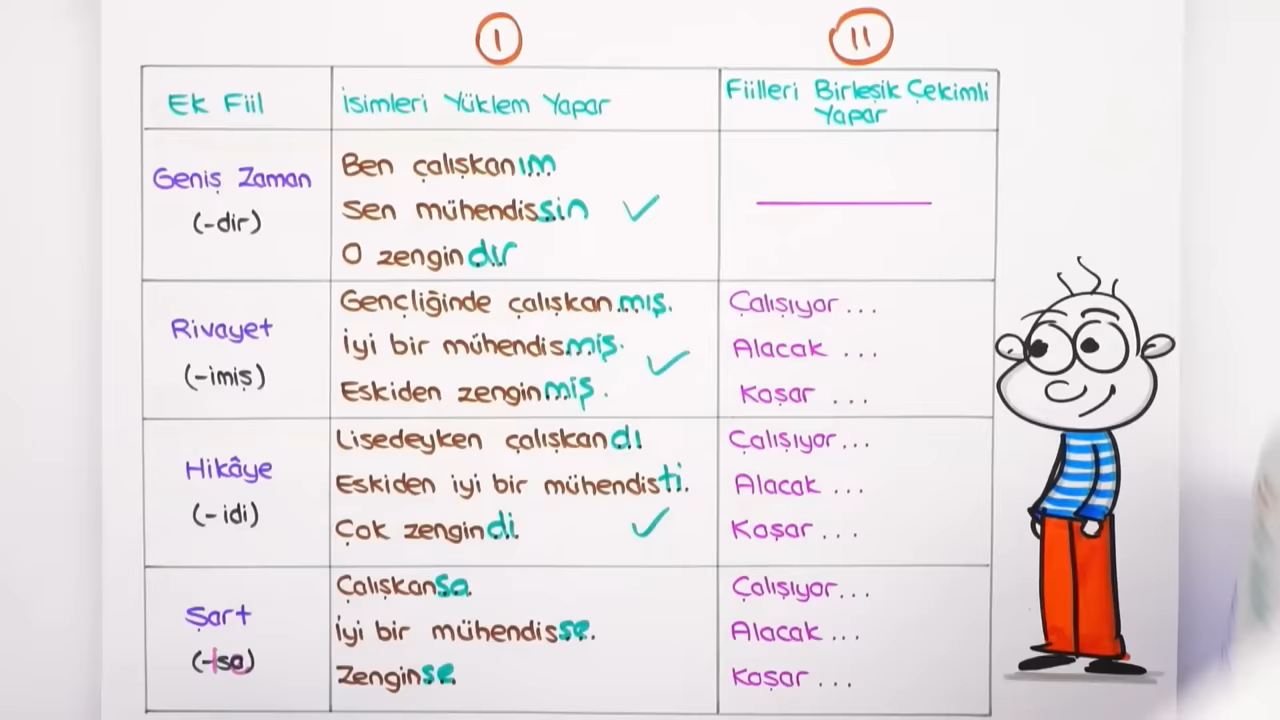 I
II
Ek Fiil
İsimleri Yüklem Yapar
Fiilleri Birleşik Çekimli
Yapar
Geniş Zaman
(-dir)
Ben çalışkanım
Sen mühendissin ✓
O zengindir
Rivayet
(-imiş)
Gençliğinde çalışkanmış.
İyi bir mühendismiş. ✓
Eskiden zenginmiş.
Çalışıyor ...
Alacak ...
Koşar ...
Hikâye
(-idi)
Lisedeyken çalışkandı
Eskiden iyi bir mühendisti.
Çok zengindi. ✓
Çalışıyor...
Alacak ...
Koşar ...
Şart
(-ise)
Çalışkansa.
İyi bir mühendisse.
Zenginse.
Çalışıyor...
Alacak ...
Koşar ...